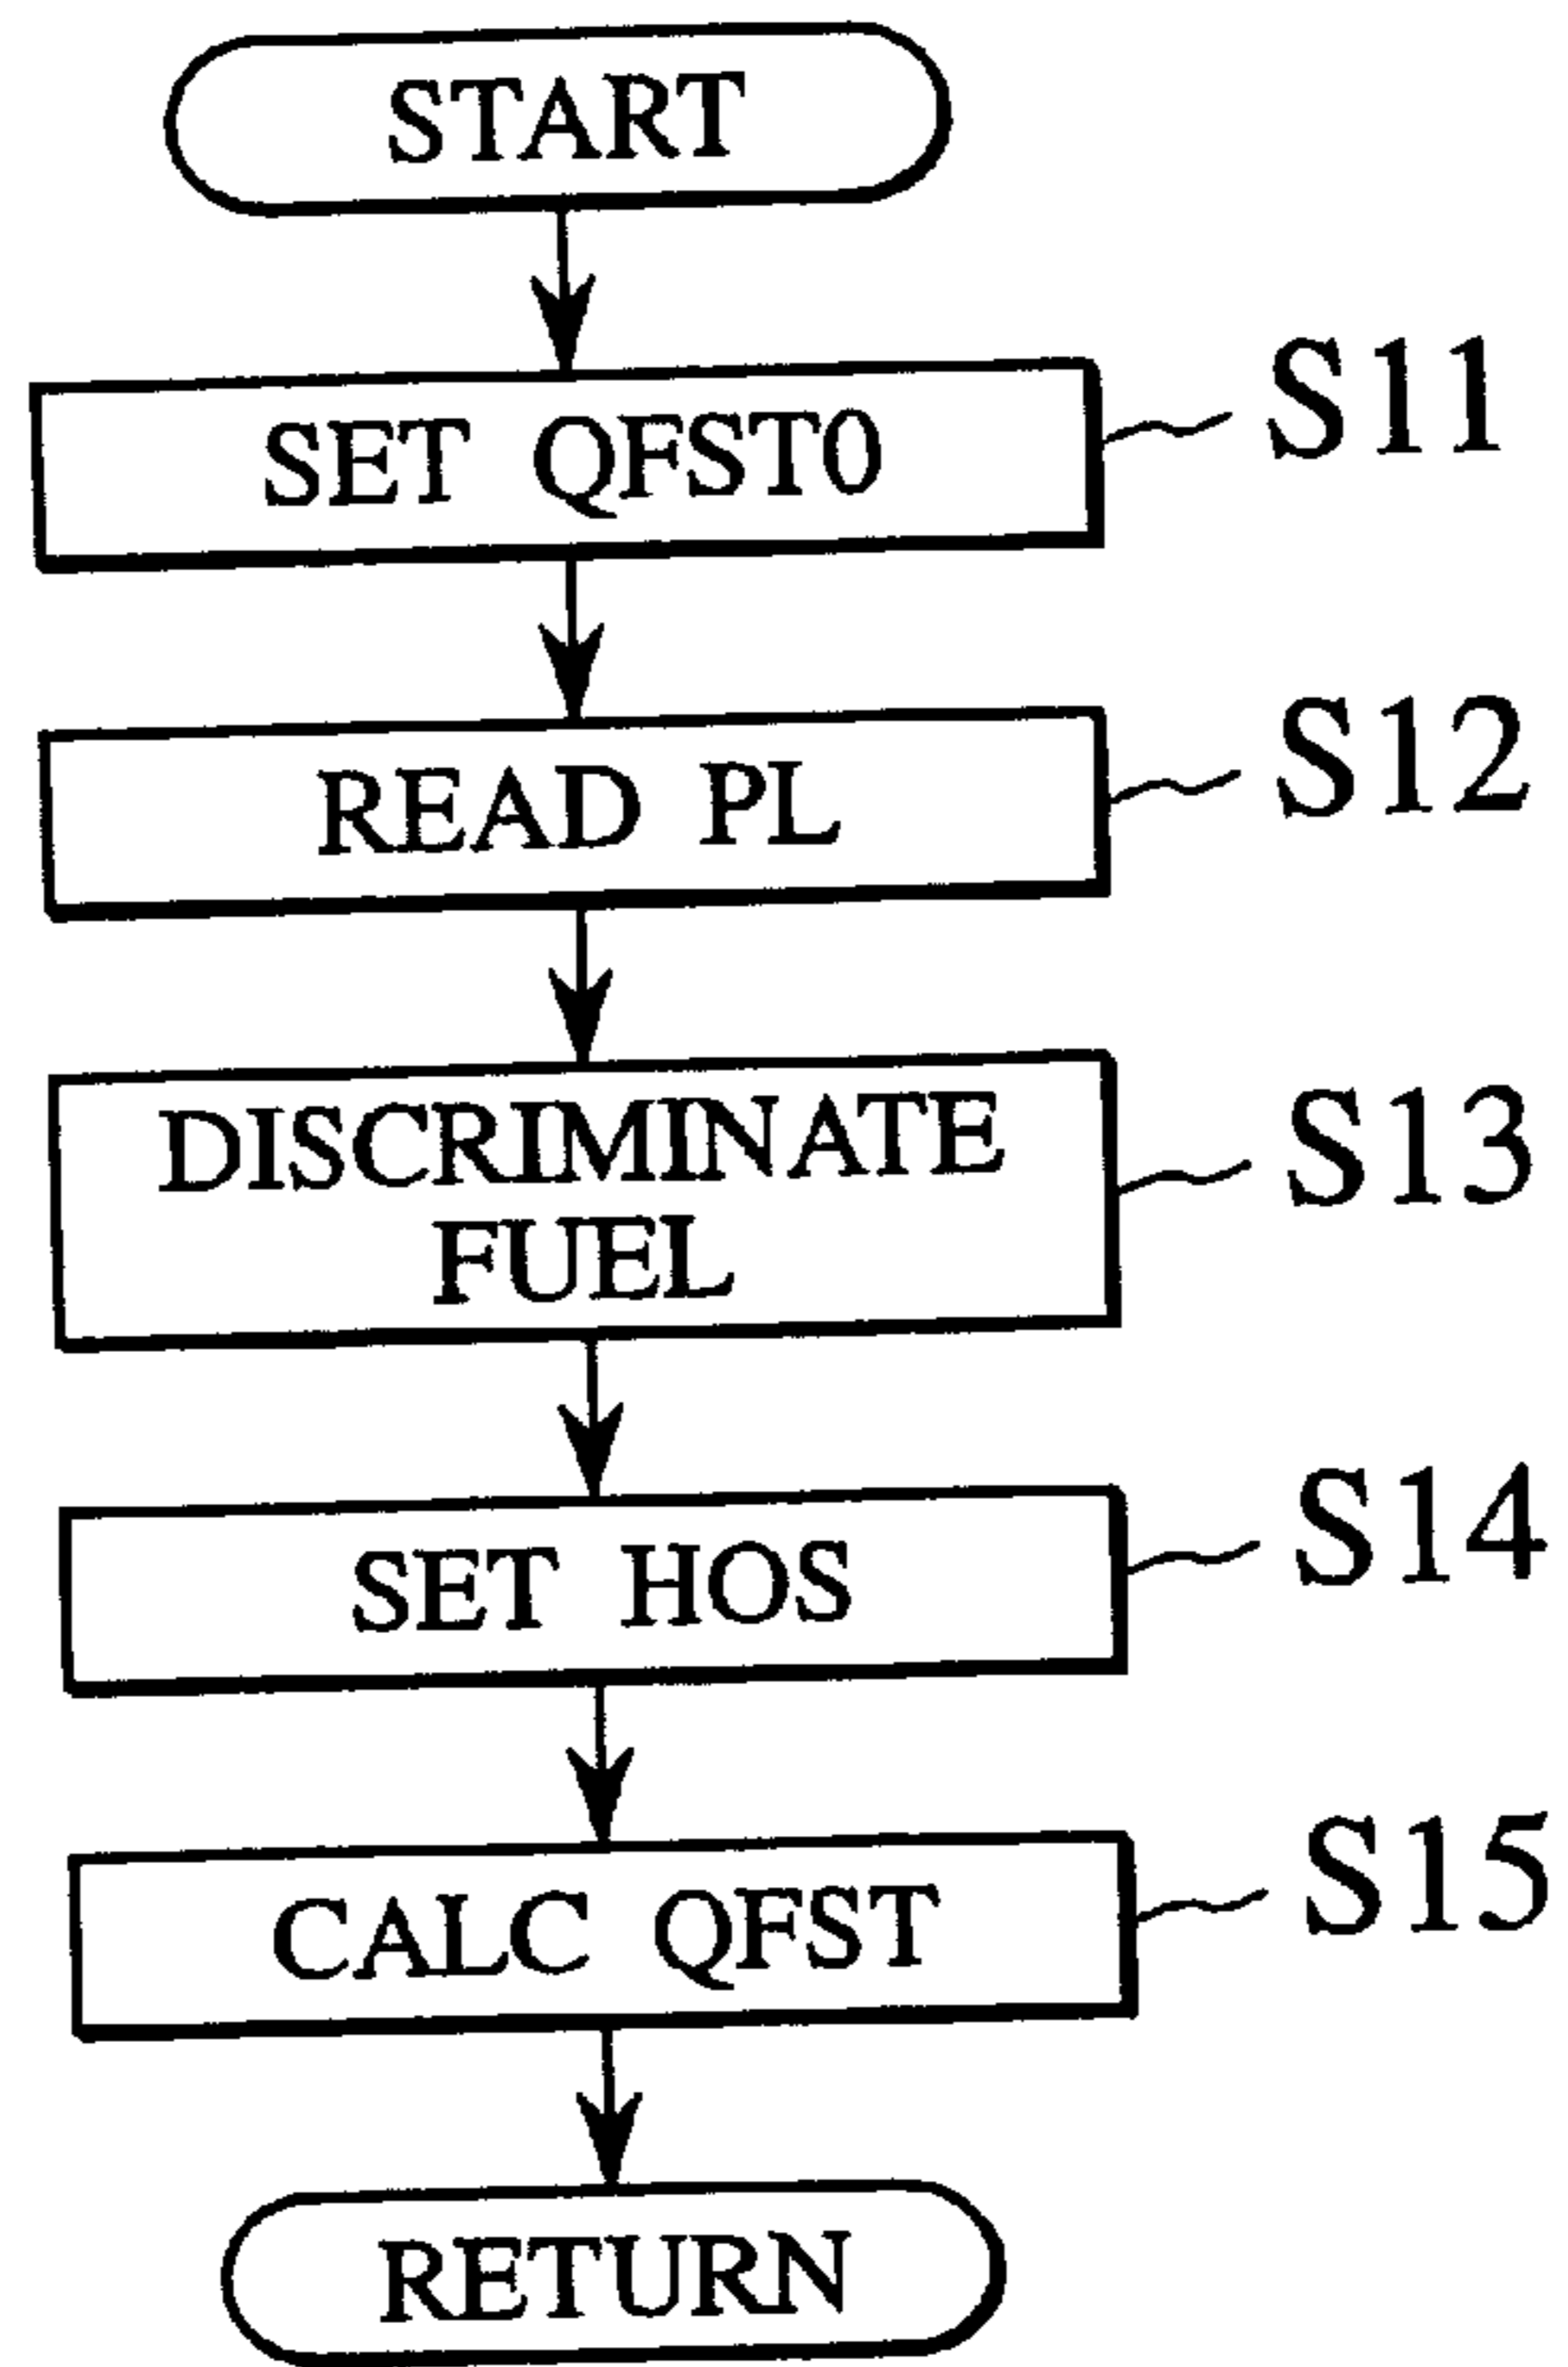 START
SET QFST0
S11
READ PL
S12
DISCRIMINATE
FUEL
S13
SET HOS
S14
CALC QFST
S15
RETURN